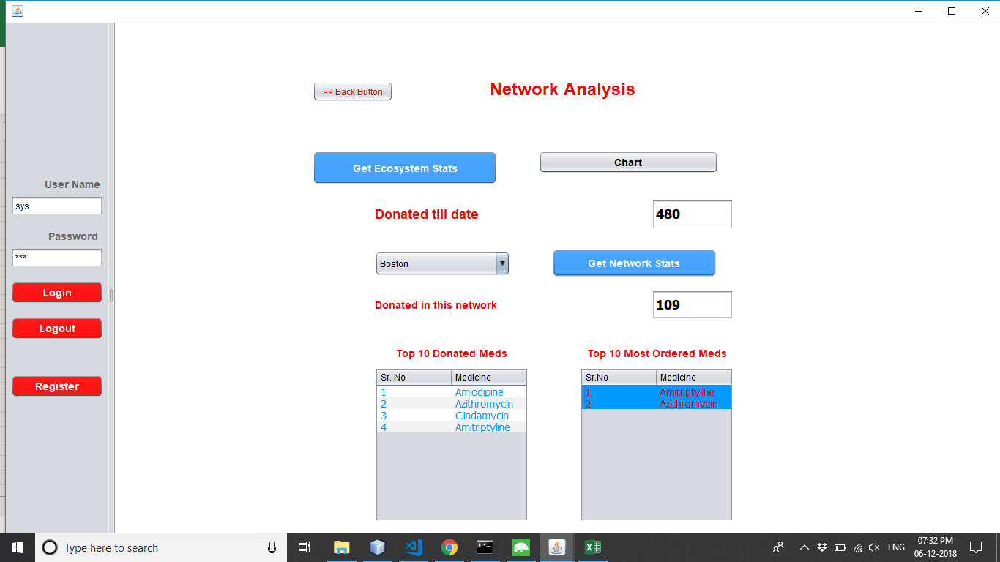 << Back Button
Network Analysis
Get Ecosystem Stats
Chart
User Name
sys
Donated till date
480
Password
***
Boston
Get Network Stats
Login
Donated in this network
109
Logout
Top 10 Donated Meds
Top 10 Most Ordered Meds
Sr. No Medicine
1 Amlodipine
2 Azithromycin
3 Clindamycin
4 Amitriptyline
Sr.No Medicine
1 Amitriptyline
2 Azithromycin
Register
Type here to search
ENG
07:32 PM
06-12-2018